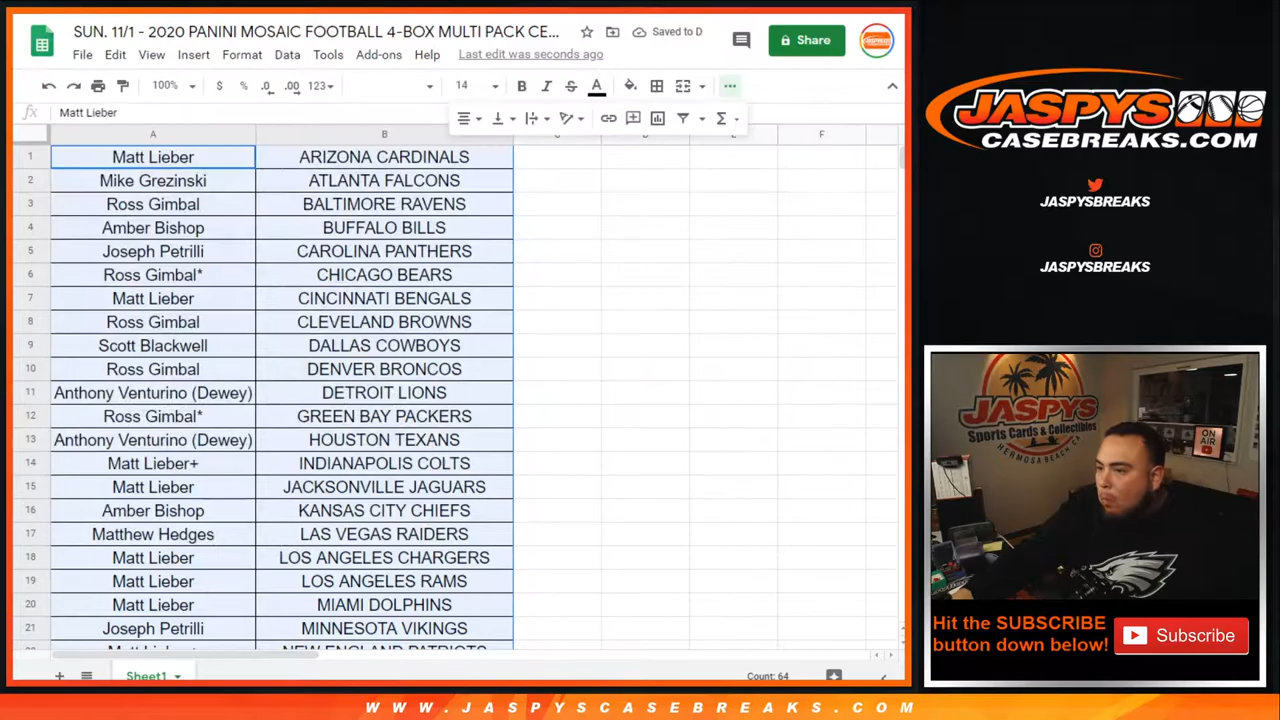 SUN. 11/1 - 2020 PANINI MOSAIC FOOTBALL 4-BOX MULTI PACK CE...
Saved to D
Share
File Edit View Insert Format Data Tools Add-ons Help Last edit was seconds ago
100% $ % .0 .00 123 14 B I S A
fx Matt Lieber
A B F
1 Matt Lieber ARIZONA CARDINALS
2 Mike Grezinski ATLANTA FALCONS
3 Ross Gimbal BALTIMORE RAVENS
4 Amber Bishop BUFFALO BILLS
5 Joseph Petrilli CAROLINA PANTHERS
6 Ross Gimbal* CHICAGO BEARS
7 Matt Lieber CINCINNATI BENGALS
8 Ross Gimbal CLEVELAND BROWNS
9 Scott Blackwell DALLAS COWBOYS
10 Ross Gimbal DENVER BRONCOS
11 Anthony Venturino (Dewey) DETROIT LIONS
12 Ross Gimbal* GREEN BAY PACKERS
13 Anthony Venturino (Dewey) HOUSTON TEXANS
14 Matt Lieber+ INDIANAPOLIS COLTS
15 Matt Lieber JACKSONVILLE JAGUARS
16 Amber Bishop KANSAS CITY CHIEFS
17 Matthew Hedges LAS VEGAS RAIDERS
18 Matt Lieber LOS ANGELES CHARGERS
19 Matt Lieber LOS ANGELES RAMS
20 Matt Lieber MIAMI DOLPHINS
21 Joseph Petrilli MINNESOTA VIKINGS
NEW ENGLAND PATRIOTS
Sheet1
Count: 64
JASPYS
CASEBREAKS.COM
JASPYSBREAKS
JASPYSBREAKS
JASPYS
Sports Cards & Collectibles
HERMOSA BEACH CA
ON AIR
Hit the SUBSCRIBE
button down below!
Subscribe
WWW.JASPYSCASEBREAKS.COM